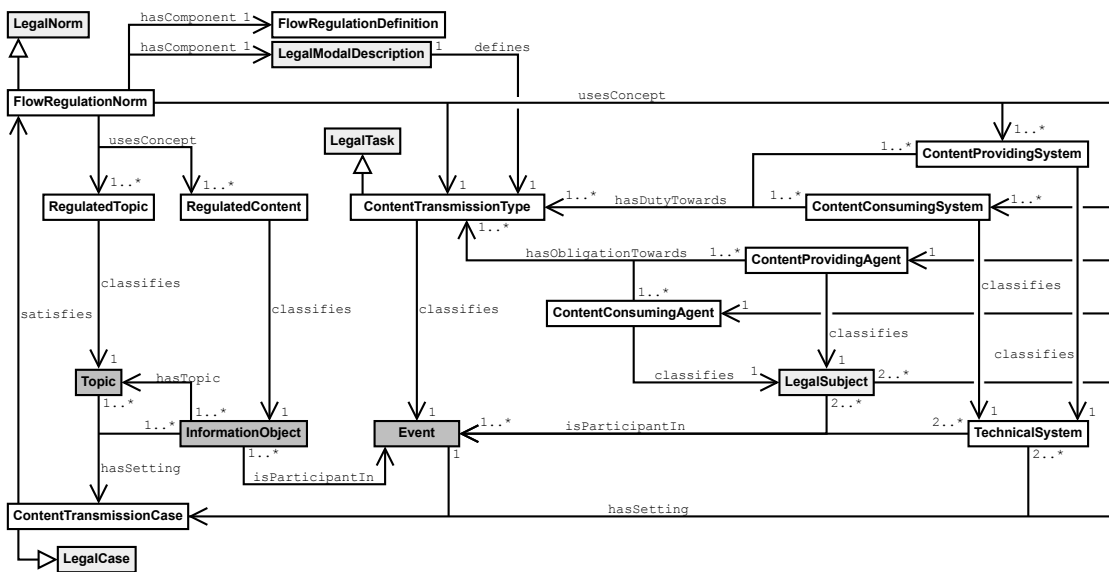 LegalNorm
hasComponent 1
FlowRegulationDefinition
hasComponent 1
LegalModalDescription
1
defines
FlowRegulationNorm
usesConcept
usesConcept
LegalTask
1..*
ContentProvidingSystem
1..*
1..*
1..*
1
1
RegulatedTopic
RegulatedContent
ContentTransmissionType
1..*
hasDutyTowards
1..*
ContentConsumingSystem
1..*
1..*
hasObligationTowards
1..*
ContentProvidingAgent
1
classifies
classifies
1..*
ContentConsumingAgent
1
satisfies
classifies
classifies
classifies
classifies
1
Topic
hasTopic
classifies
1
1
LegalSubject
2..*
1..*
1..*
1..*
1
InformationObject
1..*
1
Event
1..*
isParticipantIn
2..*
2..*
1
1
TechnicalSystem
hasSetting
isParticipantIn
1
2..*
ContentTransmissionCase
hasSetting
LegalCase